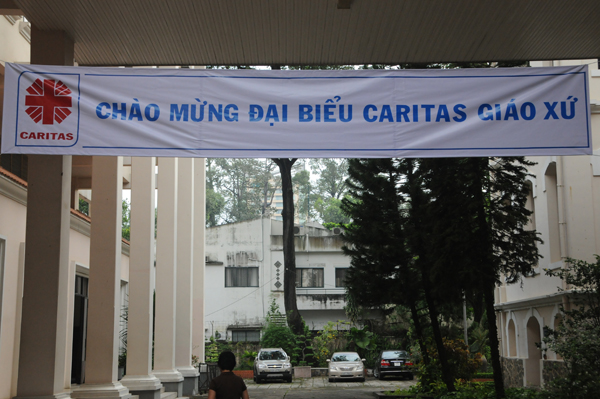 CARITAS
CHÀO MỪNG ĐẠI BIỂU CARITAS GIÁO XỨ